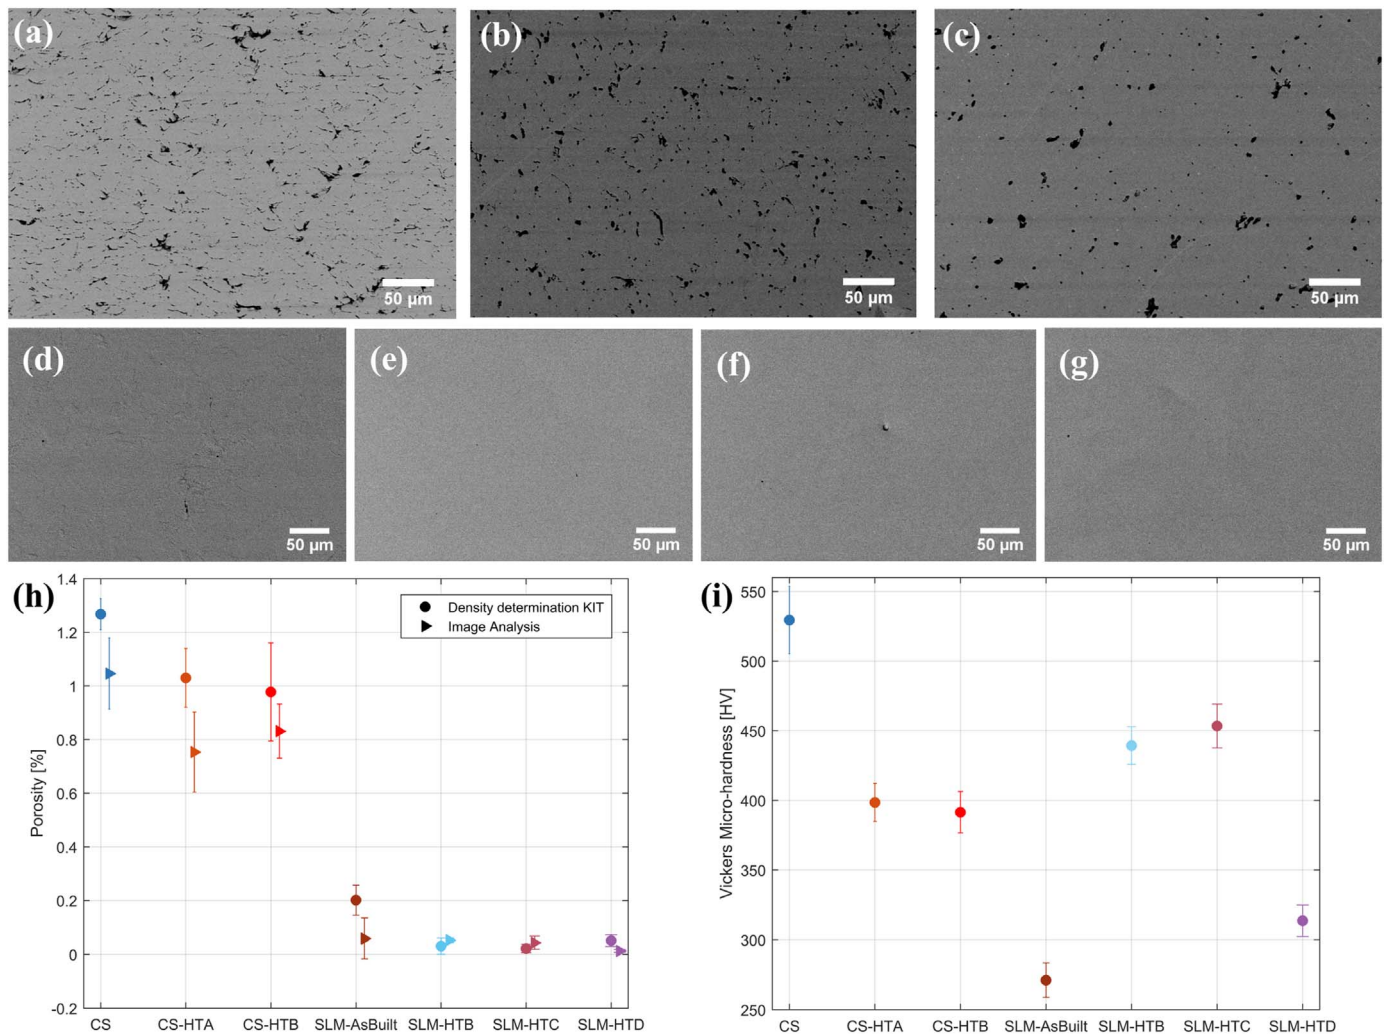 (a)
50 µm
(b)
50 µm
(c)
50 µm
(d)
50 µm
(e)
50 µm
(f)
50 µm
(g)
50 µm
(h)
1.4
1.2
1
0.8
0.6
0.4
0.2
0
-0.2
Porosity [%]
Density determination KIT
Image Analysis
CS
CS-HTA
CS-HTB
SLM-AsBuilt
SLM-HTB
SLM-HTC
SLM-HTD
(i)
550
500
450
400
350
300
250
Vickers Micro-hardness [HV]
CS
CS-HTA
CS-HTB
SLM-AsBuilt
SLM-HTB
SLM-HTC
SLM-HTD